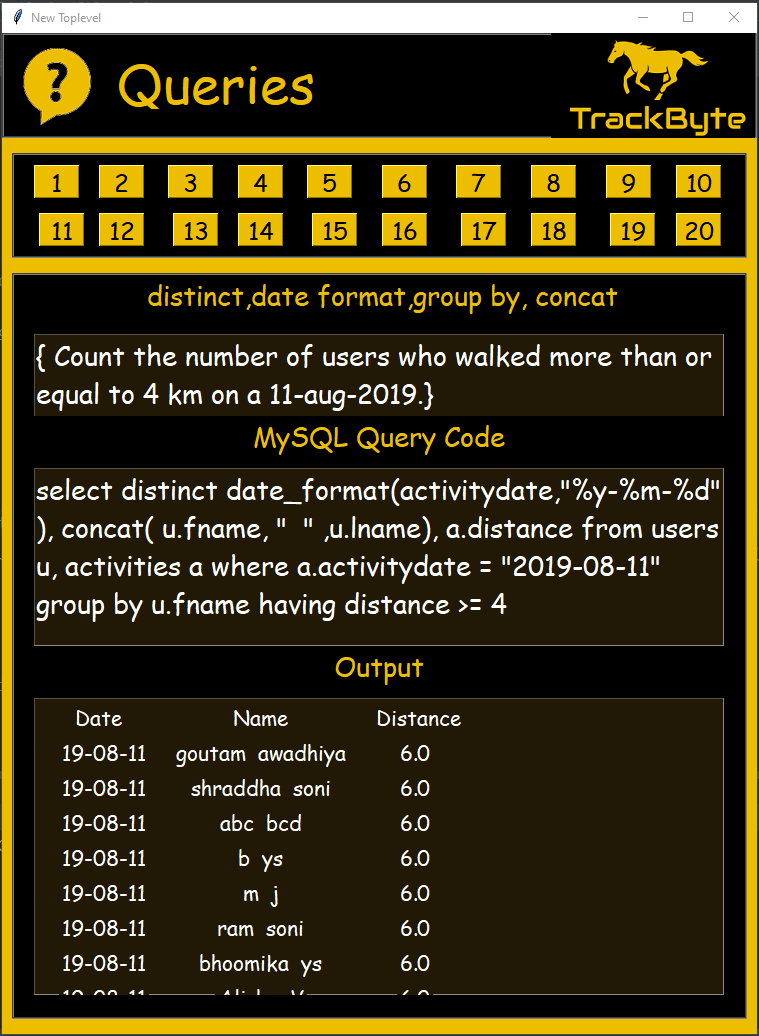 New Toplevel
? Queries
TrackByte
1 2 3 4 5 6 7 8 9 10
11 12 13 14 15 16 17 18 19 20
distinct,date format,group by, concat
{ Count the number of users who walked more than or
equal to 4 km on a 11-aug-2019.}
MySQL Query Code
select distinct date_format(activitydate,"%y-%m-%d"
), concat( u.fname, "  " ,u.lname), a.distance from users
u, activities a where a.activitydate = "2019-08-11"
group by u.fname having distance >= 4
Output
Date Name Distance
19-08-11 goutam awadhiya 6.0
19-08-11 shraddha soni 6.0
19-08-11 abc bcd 6.0
19-08-11 b ys 6.0
19-08-11 m j 6.0
19-08-11 ram soni 6.0
19-08-11 bhoomika ys 6.0